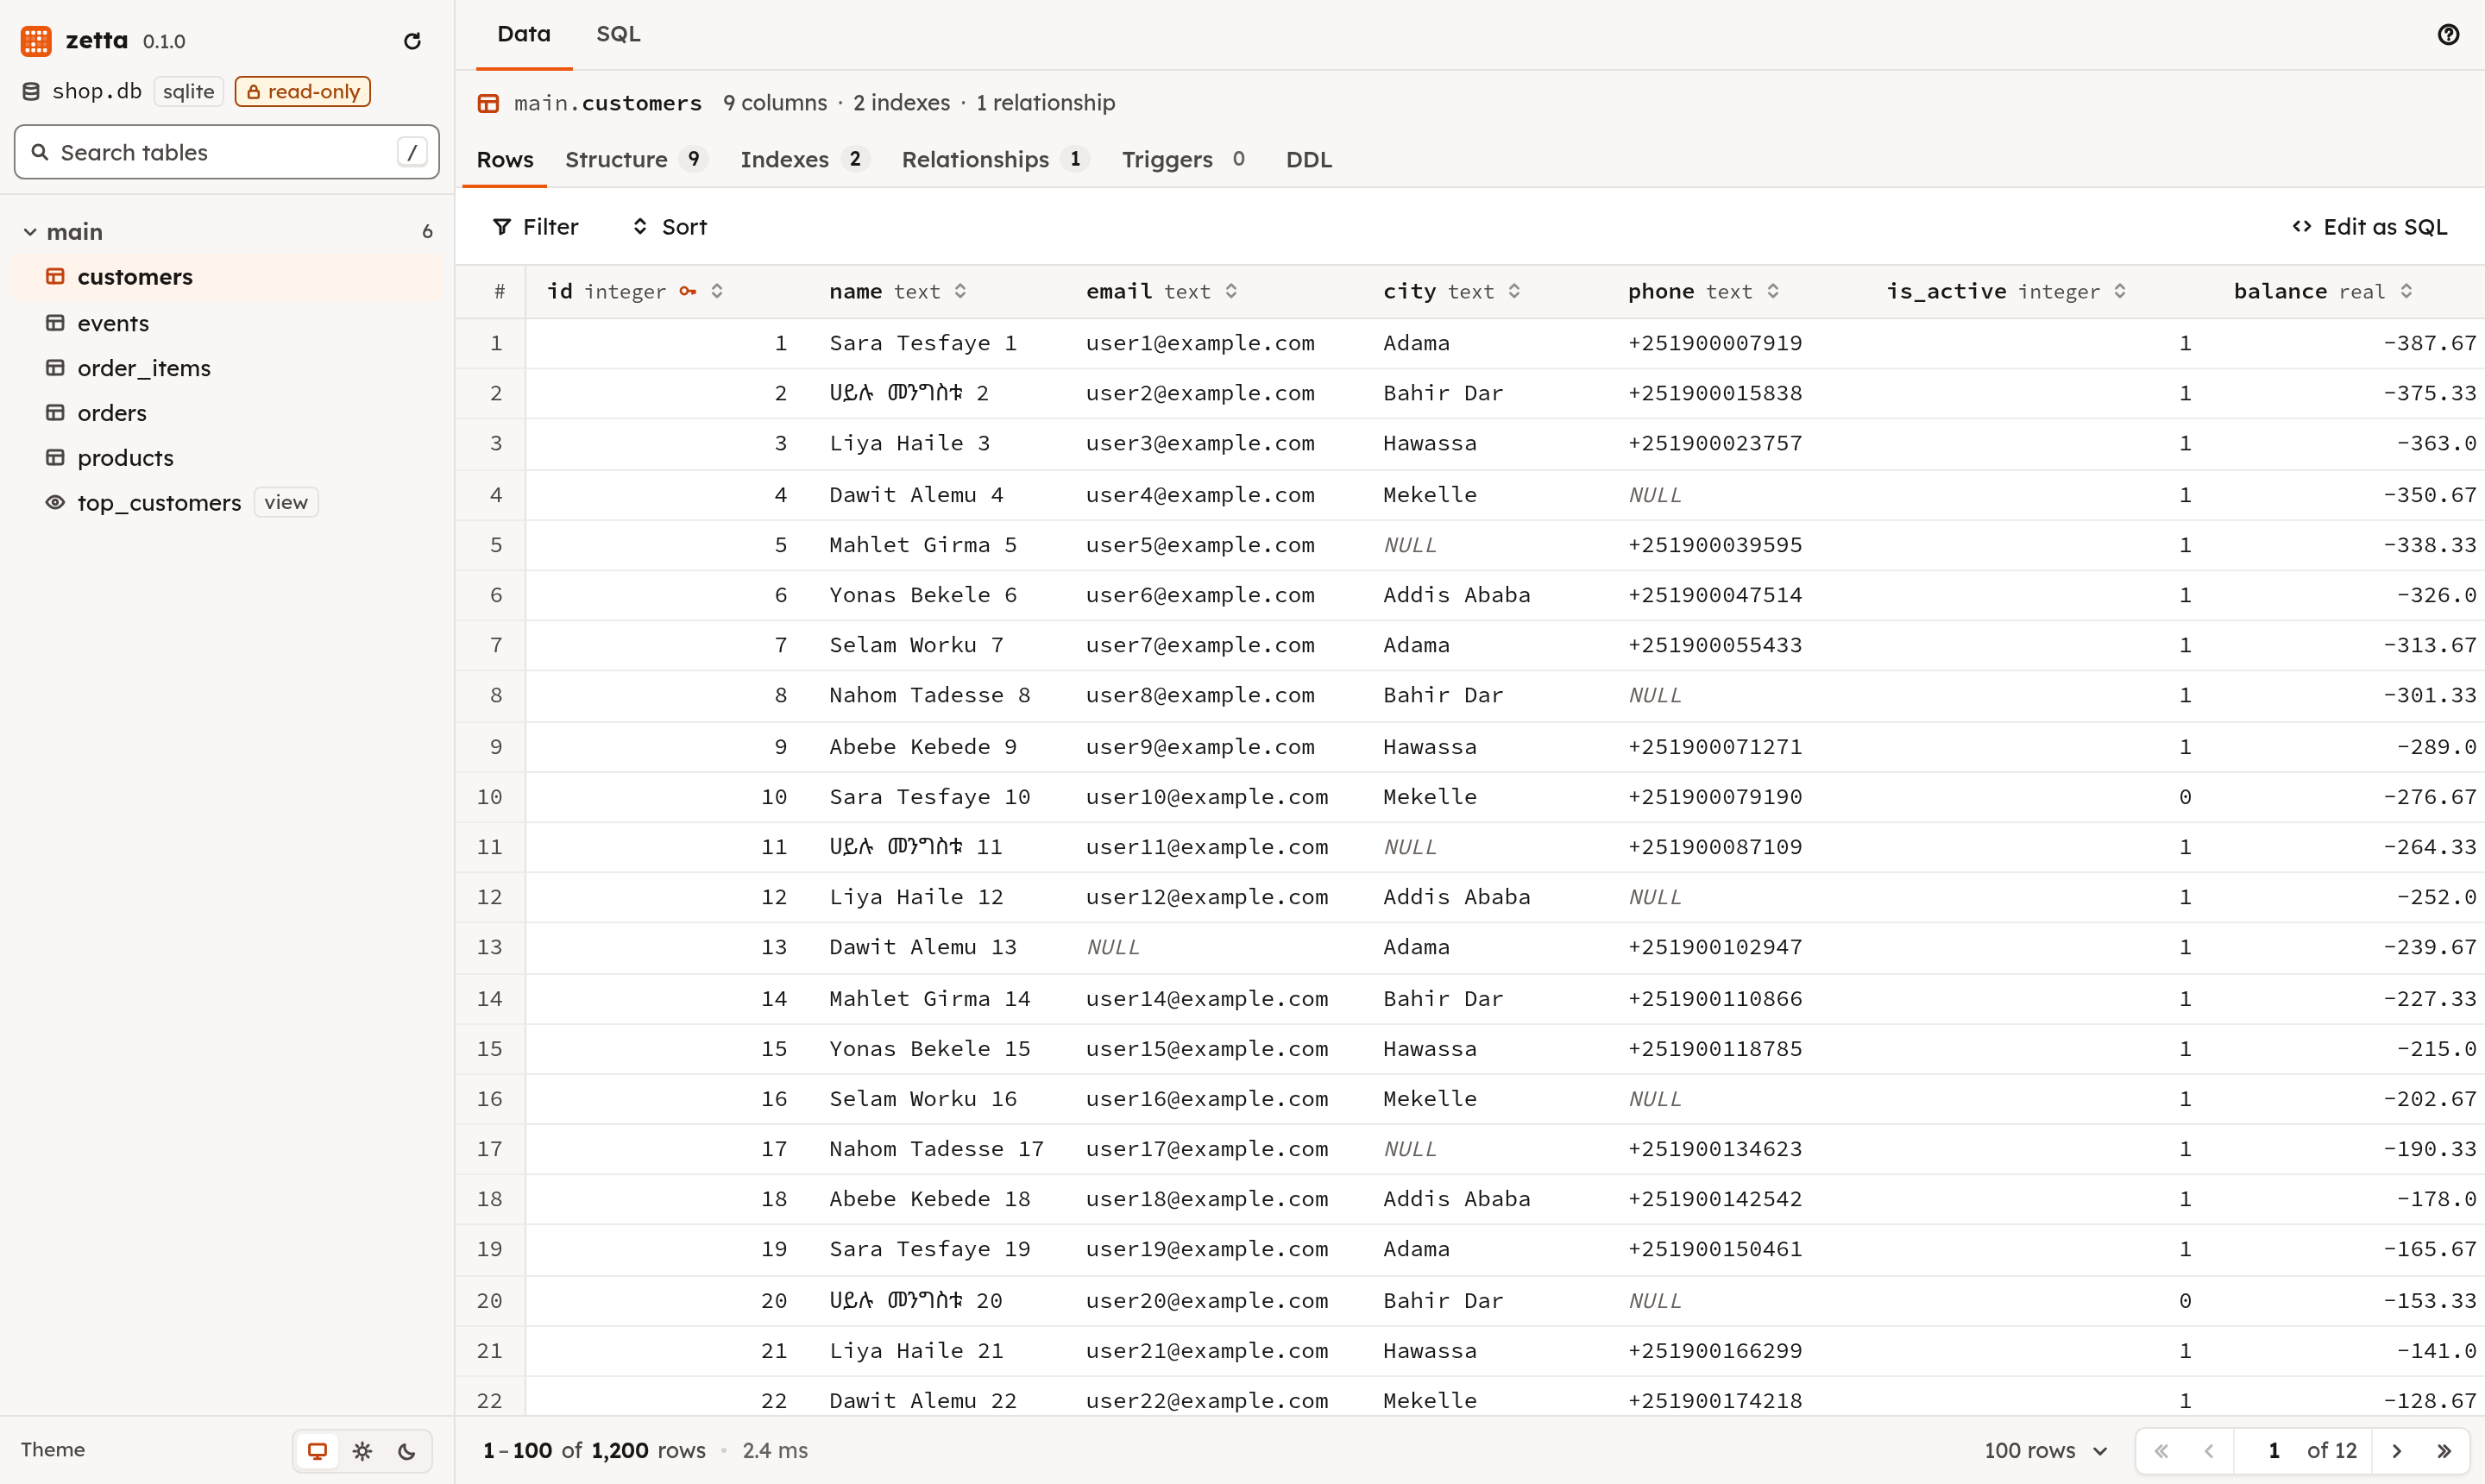 zetta 0.1.0
shop.db sqlite read-only
Search tables /
main 6
customers
events
order_items
orders
products
top_customers view
Theme
Data SQL
main.customers 9 columns · 2 indexes · 1 relationship
Rows Structure 9 Indexes 2 Relationships 1 Triggers 0 DDL
Filter Sort Edit as SQL
# id integer name text email text city text phone text is_active integer balance real
1 1 Sara Tesfaye 1 user1@example.com Adama +251900007919 1 -387.67
2 2 ሀይሉ መንግስቱ 2 user2@example.com Bahir Dar +251900015838 1 -375.33
3 3 Liya Haile 3 user3@example.com Hawassa +251900023757 1 -363.0
4 4 Dawit Alemu 4 user4@example.com Mekelle NULL 1 -350.67
5 5 Mahlet Girma 5 user5@example.com NULL +251900039595 1 -338.33
6 6 Yonas Bekele 6 user6@example.com Addis Ababa +251900047514 1 -326.0
7 7 Selam Worku 7 user7@example.com Adama +251900055433 1 -313.67
8 8 Nahom Tadesse 8 user8@example.com Bahir Dar NULL 1 -301.33
9 9 Abebe Kebede 9 user9@example.com Hawassa +251900071271 1 -289.0
10 10 Sara Tesfaye 10 user10@example.com Mekelle +251900079190 0 -276.67
11 11 ሀይሉ መንግስቱ 11 user11@example.com NULL +251900087109 1 -264.33
12 12 Liya Haile 12 user12@example.com Addis Ababa NULL 1 -252.0
13 13 Dawit Alemu 13 NULL Adama +251900102947 1 -239.67
14 14 Mahlet Girma 14 user14@example.com Bahir Dar +251900110866 1 -227.33
15 15 Yonas Bekele 15 user15@example.com Hawassa +251900118785 1 -215.0
16 16 Selam Worku 16 user16@example.com Mekelle NULL 1 -202.67
17 17 Nahom Tadesse 17 user17@example.com NULL +251900134623 1 -190.33
18 18 Abebe Kebede 18 user18@example.com Addis Ababa +251900142542 1 -178.0
19 19 Sara Tesfaye 19 user19@example.com Adama +251900150461 1 -165.67
20 20 ሀይሉ መንግስቱ 20 user20@example.com Bahir Dar NULL 0 -153.33
21 21 Liya Haile 21 user21@example.com Hawassa +251900166299 1 -141.0
22 22 Dawit Alemu 22 user22@example.com Mekelle +251900174218 1 -128.67
1–100 of 1,200 rows • 2.4 ms 100 rows 1 of 12